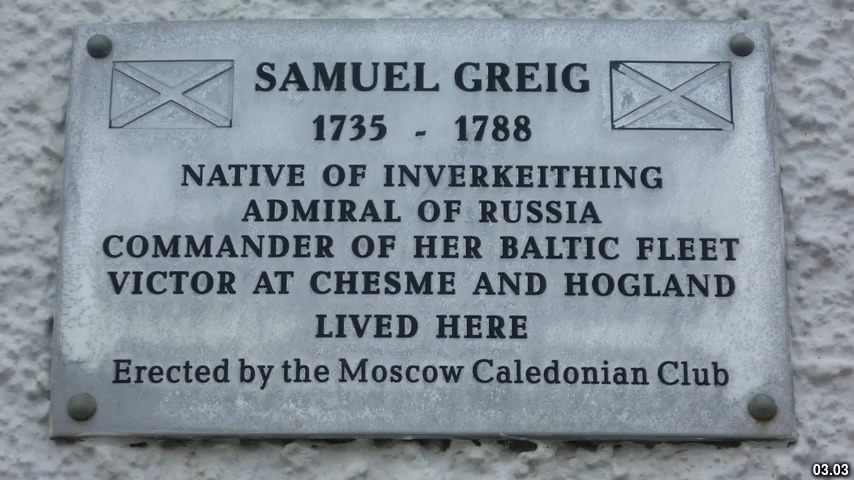 SAMUEL GREIG
1735 - 1788
NATIVE OF INVERKEITHING
ADMIRAL OF RUSSIA
COMMANDER OF HER BALTIC FLEET
VICTOR AT CHESME AND HOGLAND
LIVED HERE
Erected by the Moscow Caledonian Club
03.03